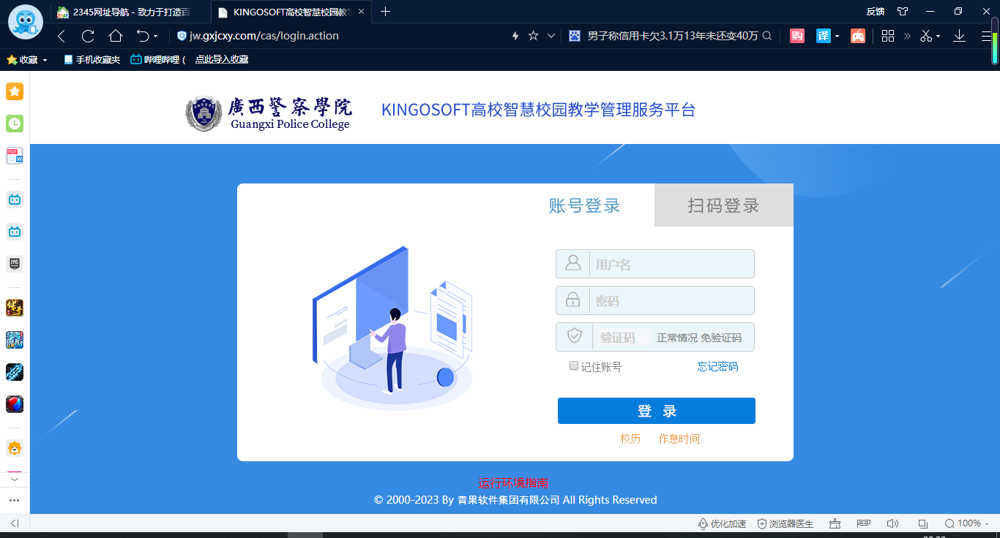 2345网址导航 - 致力于打造百
KINGOSOFT高校智慧校园教学
反馈
jw.gxjcxy.com/cas/login.action
男子称信用卡欠3.1万13年未还变40万
购
译
收藏
手机收藏夹
哔哩哔哩 (
点此导入收藏
廣西警察學院
Guangxi Police College
KINGOSOFT高校智慧校园教学管理服务平台
账号登录
扫码登录
用户名
密码
验证码 正常情况 免验证码
记住账号
忘记密码
登 录
校历
作息时间
运行环境指南
© 2000-2023 By 青果软件集团有限公司 All Rights Reserved
PDF
W
EPIC
优化加速
浏览器医生
100%